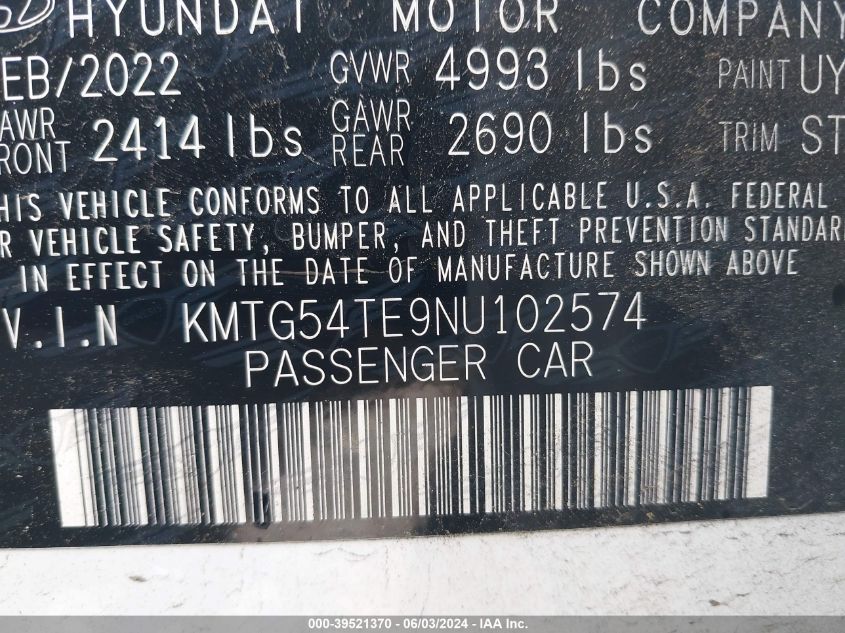 HYUNDAI MOTOR COMPANY
EB/2022 GVWR 4993 lbs PAINT UY
AWR FRONT 2414 lbs GAWR REAR 2690 lbs TRIM ST
HIS VEHICLE CONFORMS TO ALL APPLICABLE U.S.A. FEDERAL
R VEHICLE SAFETY, BUMPER, AND THEFT PREVENTION STANDAR
IN EFFECT ON THE DATE OF MANUFACTURE SHOWN ABOVE
V.I.N KMTG54TE9NU102574
PASSENGER CAR
000-39521370 - 06/03/2024 - IAA Inc.